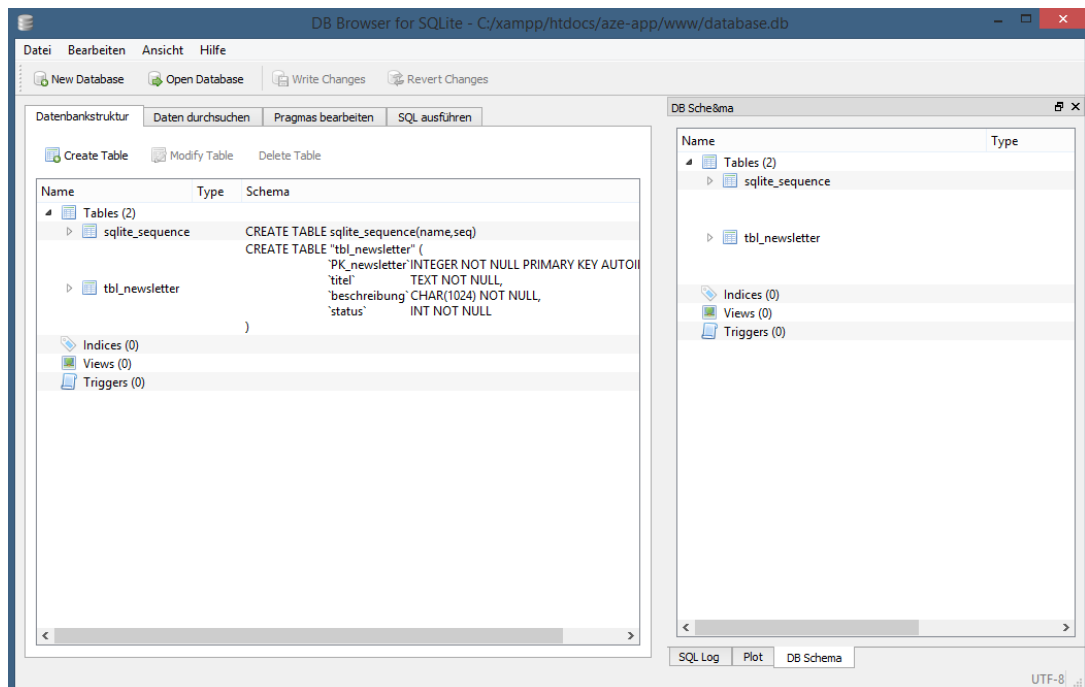 DB Browser for SQLite - C:/xampp/htdocs/aze-app/www/database.db
Datei Bearbeiten Ansicht Hilfe
New Database Open Database Write Changes Revert Changes
Datenbankstruktur Daten durchsuchen Pragmas bearbeiten SQL ausführen
Create Table Modify Table Delete Table
Name Type Schema
Tables (2)
sqlite_sequence CREATE TABLE sqlite_sequence(name,seq)
CREATE TABLE "tbl_newsletter" (
`PK_newsletter` INTEGER NOT NULL PRIMARY KEY AUTOI
tbl_newsletter
`titel` TEXT NOT NULL,
`beschreibung` CHAR(1024) NOT NULL,
`status` INT NOT NULL
)
Indices (0)
Views (0)
Triggers (0)
DB Sche&ma
Name Type
Tables (2)
sqlite_sequence
tbl_newsletter
Indices (0)
Views (0)
Triggers (0)
SQL Log Plot DB Schema
UTF-8